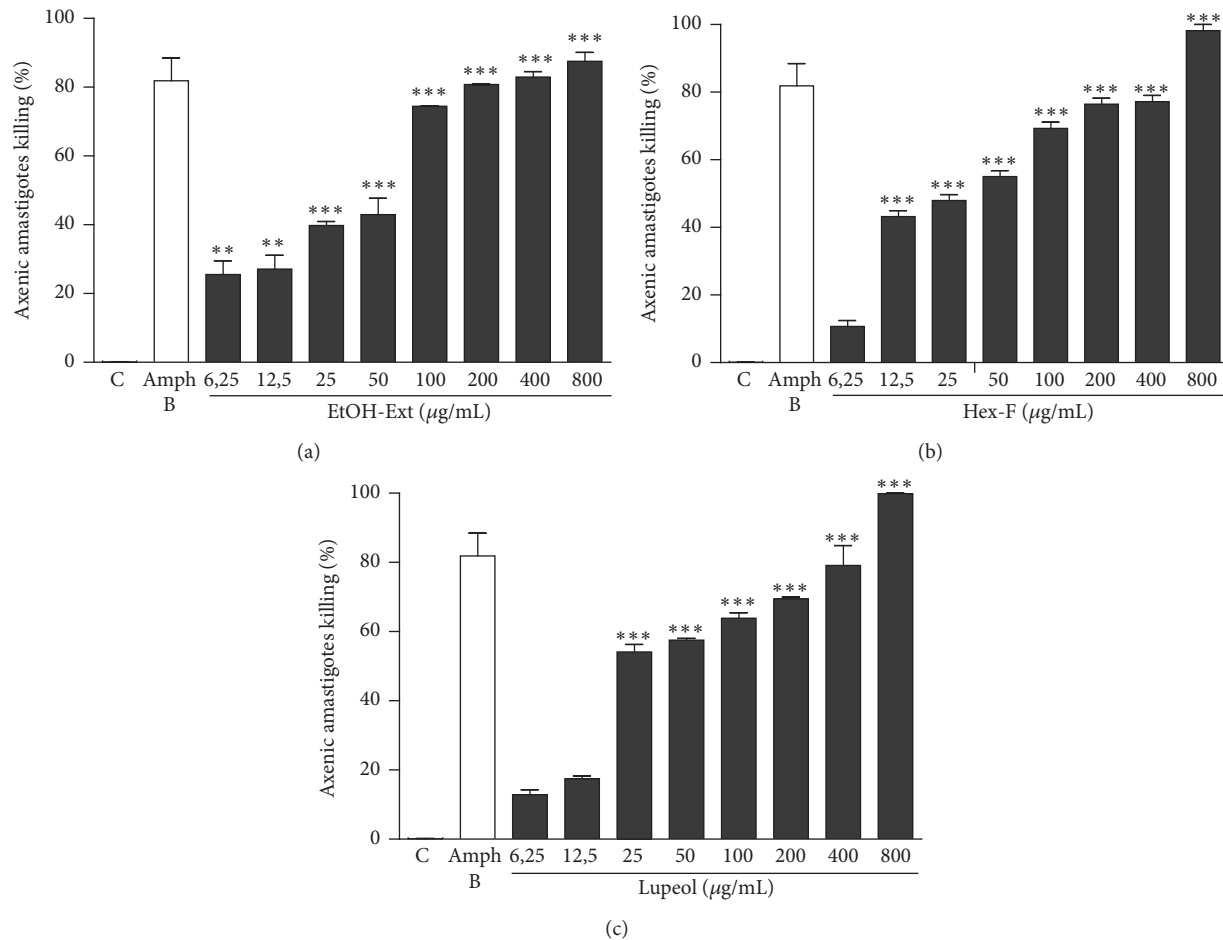 100
80
60
40
20
0
Axenic amastigotes killing (%)
** ** *** *** *** *** *** ***
C Amph B 6,25 12,5 25 50 100 200 400 800
EtOH-Ext (μg/mL)
(a)
100
80
60
40
20
0
Axenic amastigotes killing (%)
*** *** *** *** *** *** ***
C Amph B 6,25 12,5 25 50 100 200 400 800
Hex-F (μg/mL)
(b)
100
80
60
40
20
0
Axenic amastigotes killing (%)
*** *** *** *** *** ***
C Amph B 6,25 12,5 25 50 100 200 400 800
Lupeol (μg/mL)
(c)